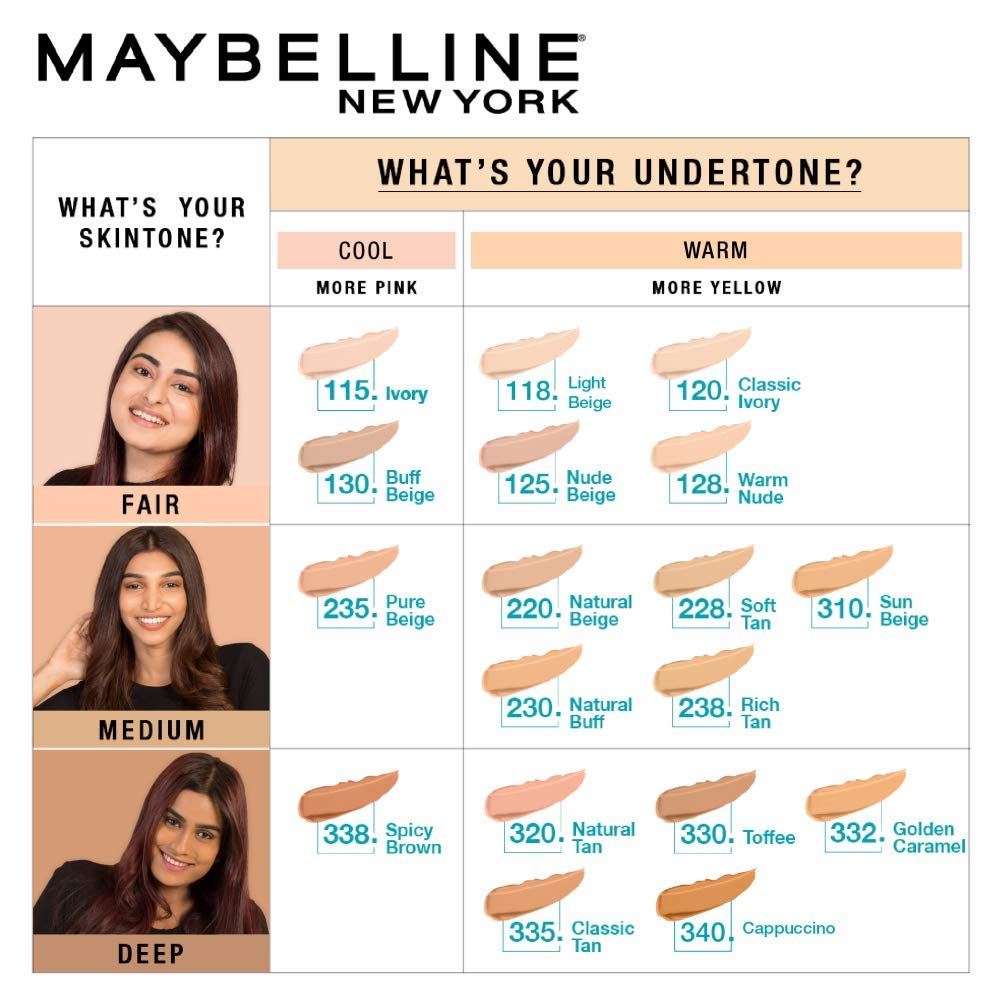 MAYBELLINE®
NEW YORK
WHAT'S YOUR
SKINTONE?
WHAT'S YOUR UNDERTONE?
COOL
MORE PINK
WARM
MORE YELLOW
FAIR
115. Ivory
130. Buff
Beige
118. Light
Beige
120. Classic
Ivory
125. Nude
Beige
128. Warm
Nude
MEDIUM
235. Pure
Beige
220. Natural
Beige
228. Soft
Tan
310. Sun
Beige
230. Natural
Buff
238. Rich
Tan
DEEP
338. Spicy
Brown
320. Natural
Tan
330. Toffee
332. Golden
Caramel
335. Classic
Tan
340. Cappuccino